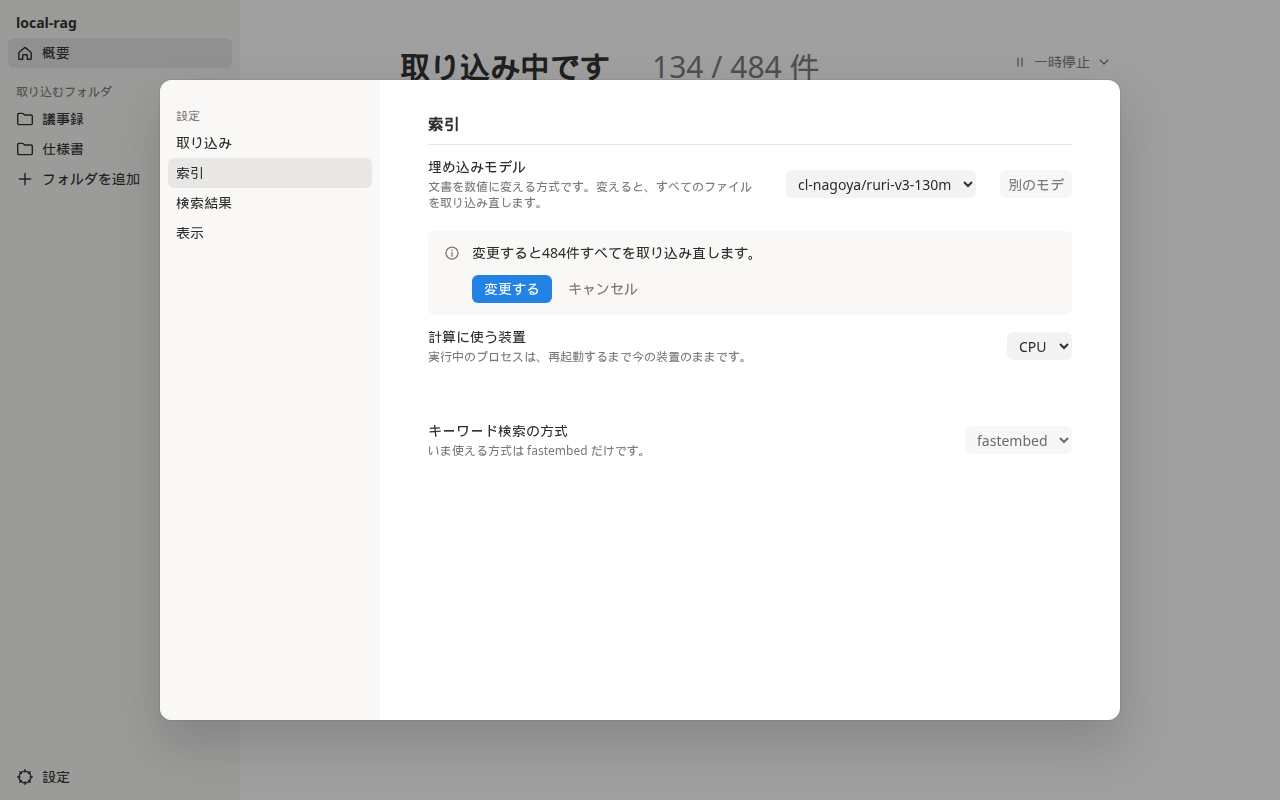 local-rag
概要
取り込むフォルダ
議事録
仕様書
フォルダを追加
設定
取り込み中です 134 / 484 件
一時停止
設定
取り込み
索引
検索結果
表示
索引
埋め込みモデル
文書を数値に変える方式です。変えると、すべてのファイル
を取り込み直します。
cl-nagoya/ruri-v3-130m
別のモデ
変更すると484件すべてを取り込み直します。
変更する キャンセル
計算に使う装置
実行中のプロセスは、再起動するまで今の装置のままです。
CPU
キーワード検索の方式
いま使える方式は fastembed だけです。
fastembed